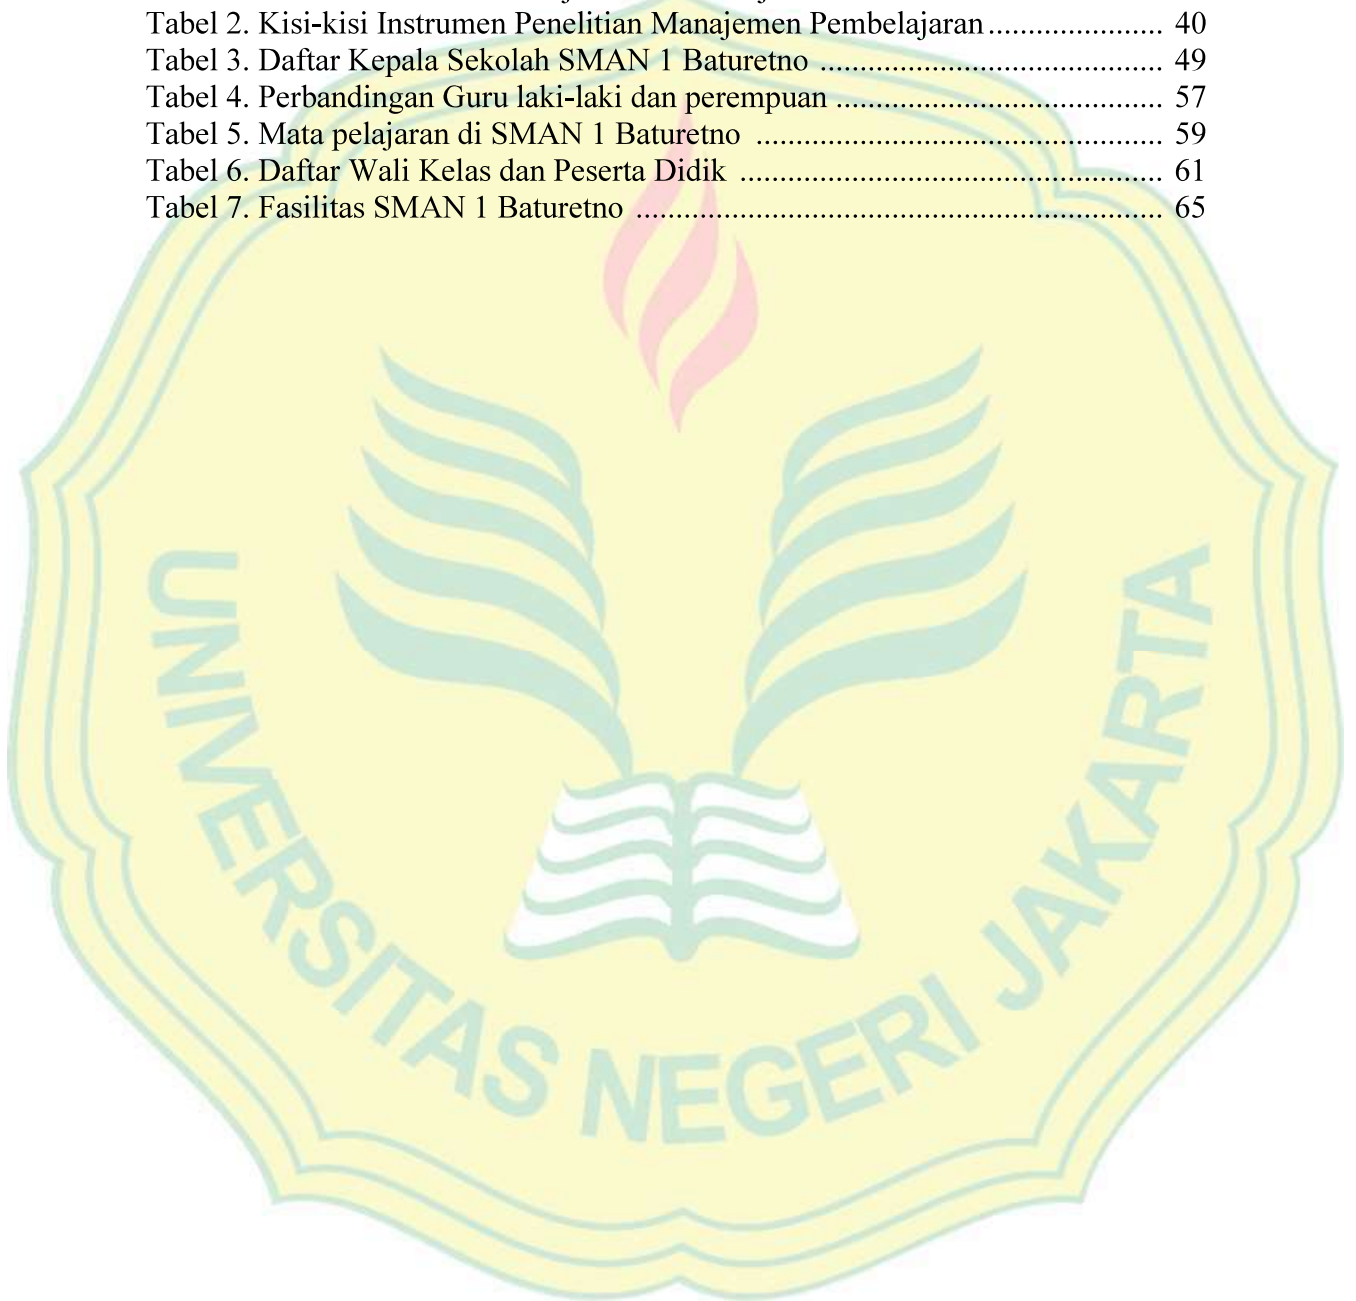 Tabel 2. Kisi-kisi Instrumen Penelitian Manajemen Pembelajaran...................... 40
Tabel 3. Daftar Kepala Sekolah SMAN 1 Baturetno ........................................... 49
Tabel 4. Perbandingan Guru laki-laki dan perempuan ......................................... 57
Tabel 5. Mata pelajaran di SMAN 1 Baturetno ................................................... 59
Tabel 6. Daftar Wali Kelas dan Peserta Didik ..................................................... 61
Tabel 7. Fasilitas SMAN 1 Baturetno .................................................................. 65
UNIVERSITAS NEGERI JAKARTA